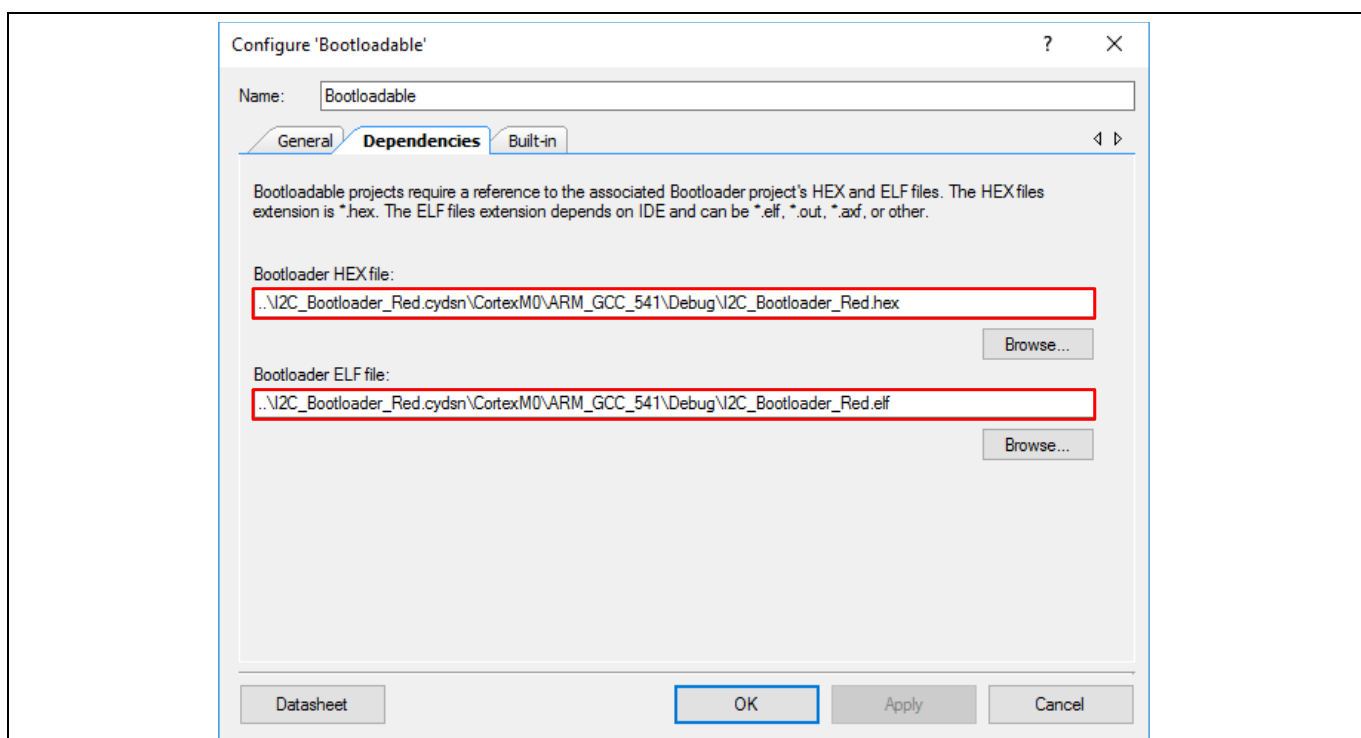 Configure 'Bootloadable'
?
Name:
Bootloadable
General
Dependencies
Built-in
Bootloadable projects require a reference to the associated Bootloader project's HEX and ELF files. The HEX files
extension is *.hex. The ELF files extension depends on IDE and can be *.elf, *.out, *.axf, or other.
Bootloader HEX file:
..\I2C_Bootloader_Red.cydsn\CortexM0\ARM_GCC_541\Debug\I2C_Bootloader_Red.hex
Browse...
Bootloader ELF file:
..\I2C_Bootloader_Red.cydsn\CortexM0\ARM_GCC_541\Debug\I2C_Bootloader_Red.elf
Browse...
Datasheet
OK
Apply
Cancel